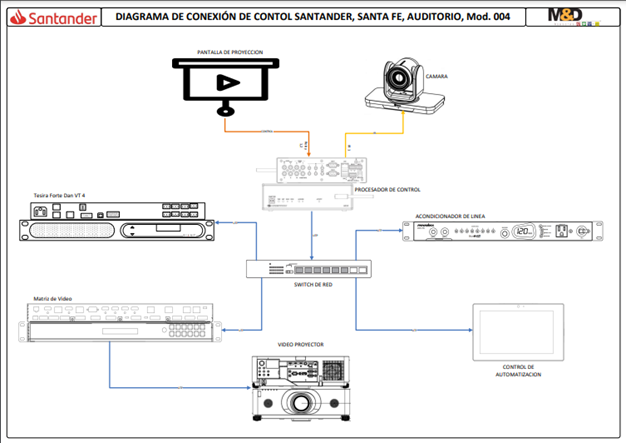 Santander
DIAGRAMA DE CONEXIÓN DE CONTOL SANTANDER, SANTA FE, AUDITORIO, Mod. 004
M&D
PANTALLA DE PROYECCION
CAMARA
PROCESADOR DE CONTROL
Tesira Forte Dan VT 4
ACONDICIONADOR DE LINEA
120
SWITCH DE RED
Matriz de Video
VIDEO PROYECTOR
CONTROL DE
AUTOMATIZACION